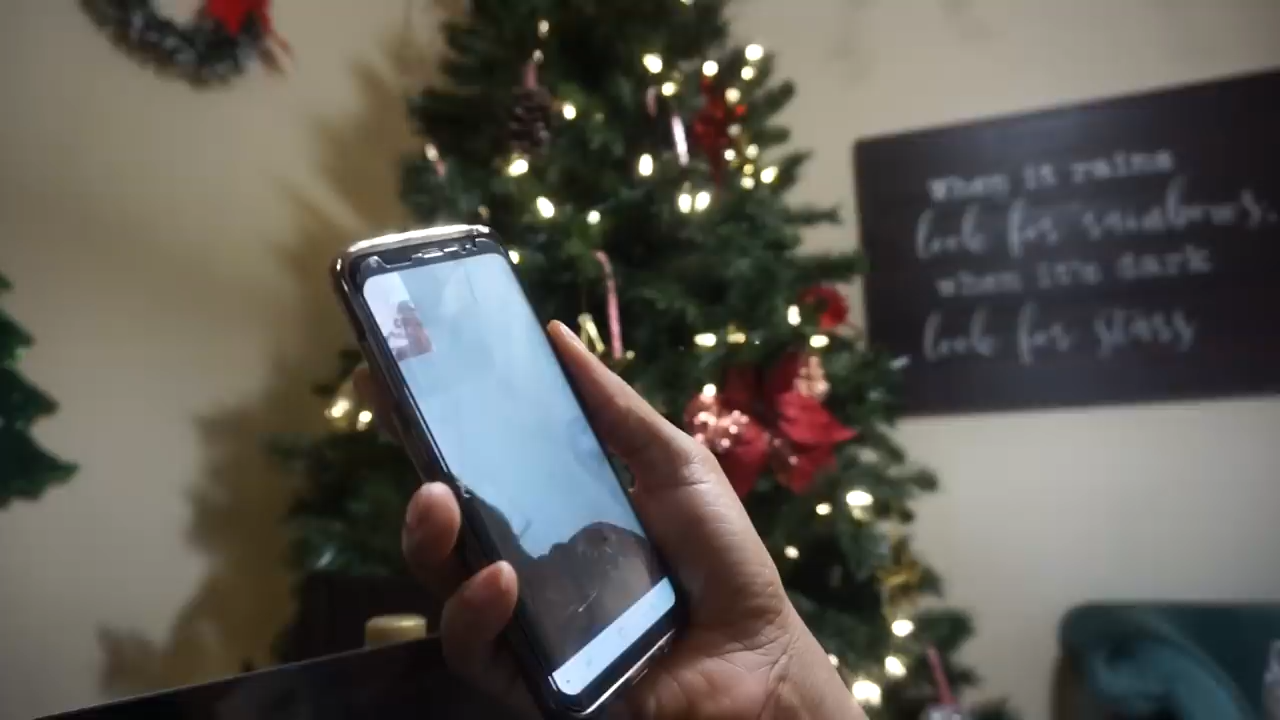 when it rains
look for rainbows.
when it's dark
look for stars